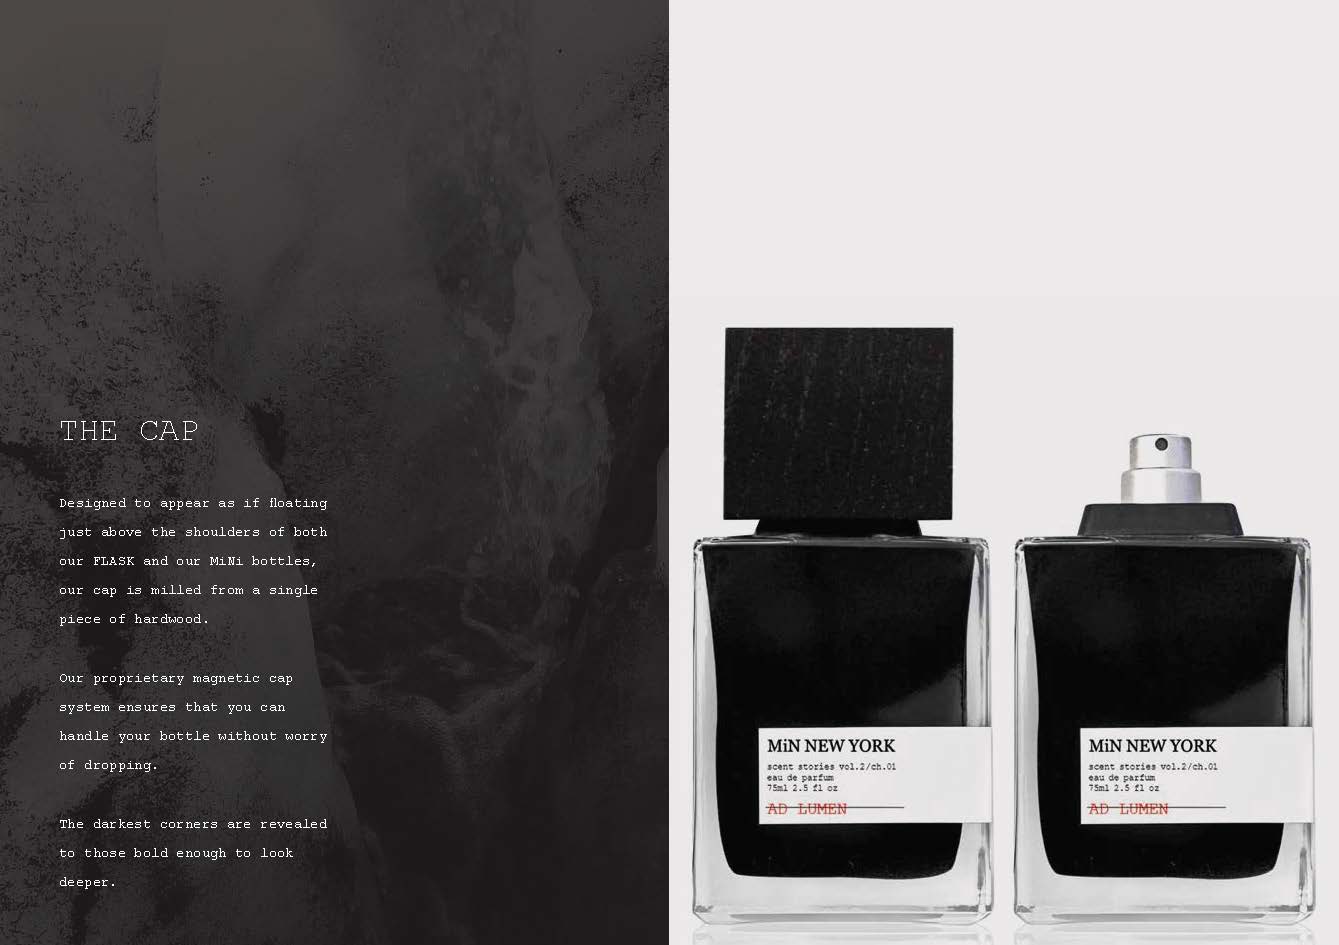 THE CAP
Designed to appear as if floating
just above the shoulders of both
our FLASK and our MiNi bottles,
our cap is milled from a single
piece of hardwood.
Our proprietary magnetic cap
system ensures that you can
handle your bottle without worry
of dropping.
The darkest corners are revealed
to those bold enough to look
deeper.
MiN NEW YORK
scent stories vol.2/ch.01
eau de parfum
75ml 2.5 fl oz
AD LUMEN
MiN NEW YORK
scent stories vol.2/ch.01
eau de parfum
75ml 2.5 fl oz
AD LUMEN